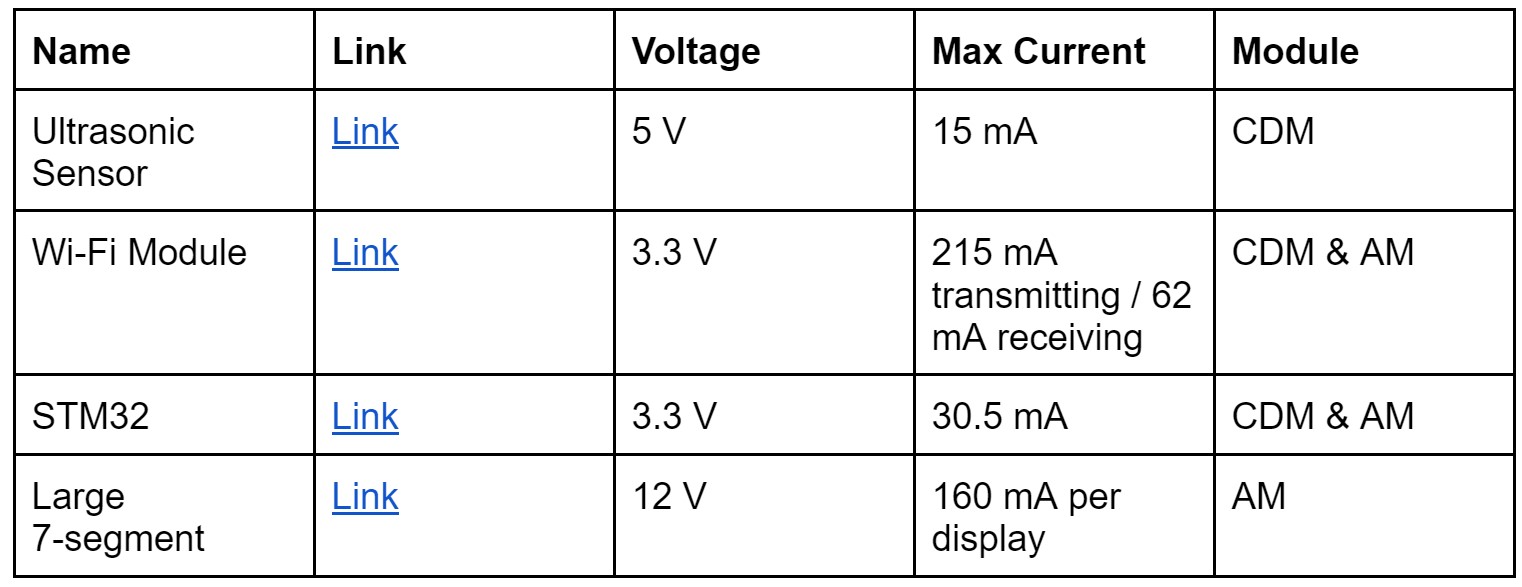 Name Link Voltage Max Current Module
Ultrasonic Link 5 V 15 mA CDM
Sensor
Wi-Fi Module Link 3.3 V 215 mA CDM & AM
transmitting / 62
mA receiving
STM32 Link 3.3 V 30.5 mA CDM & AM
Large Link 12 V 160 mA per AM
7-segment display